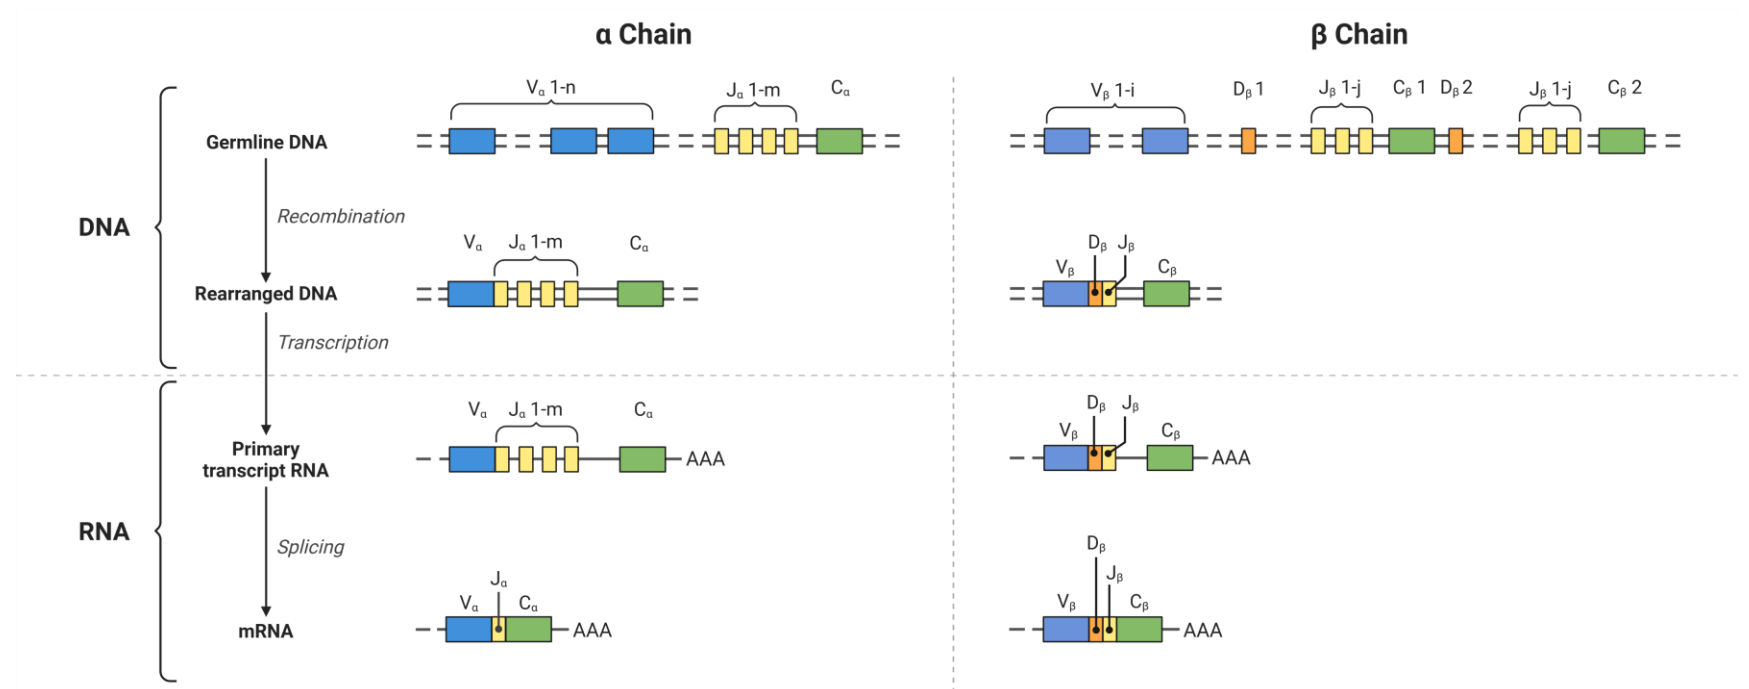 α Chain
β Chain
Vα 1-n
Jα 1-m
Cα
Vβ 1-i
Dβ 1
Jβ 1-j
Cβ 1
Dβ 2
Jβ 1-j
Cβ 2
Germline DNA
Recombination
DNA
Vα
Jα 1-m
Cα
Dβ
Jβ
Vβ
Cβ
Rearranged DNA
Transcription
Vα
Jα 1-m
Cα
Dβ
Jβ
Vβ
Cβ
Primary
transcript RNA
AAA
AAA
RNA
Splicing
Jα
Vα
Cα
Dβ
Jβ
Vβ
Cβ
mRNA
AAA
AAA